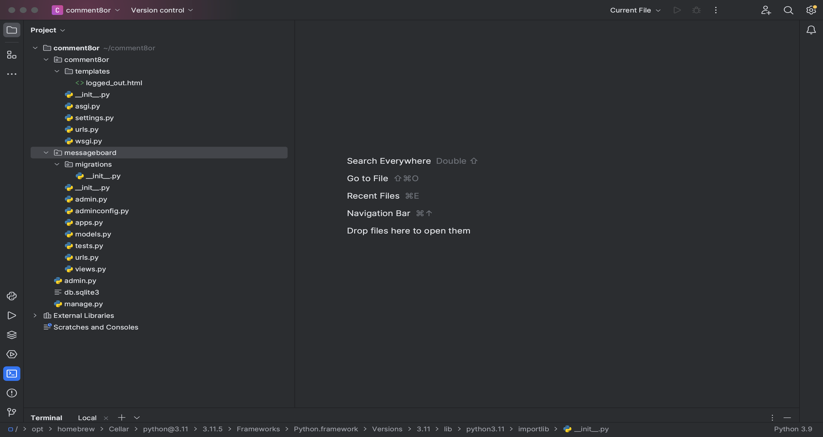 C comment8or Version control Current File
Project
comment8or ~/comment8or
comment8or
templates
<> logged_out.html
__init__.py
asgi.py
settings.py
urls.py
wsgi.py
messageboard
migrations
__init__.py
__init__.py
admin.py
adminconfig.py
apps.py
models.py
tests.py
urls.py
views.py
admin.py
db.sqlite3
manage.py
External Libraries
Scratches and Consoles
Search Everywhere Double ⇧
Go to File ⇧⌘O
Recent Files ⌘E
Navigation Bar ⌘↑
Drop files here to open them
Terminal Local × +
/ > opt > homebrew > Cellar > python@3.11 > 3.11.5 > Frameworks > Python.framework > Versions > 3.11 > lib > python3.11 > importlib > __init__.py Python 3.9